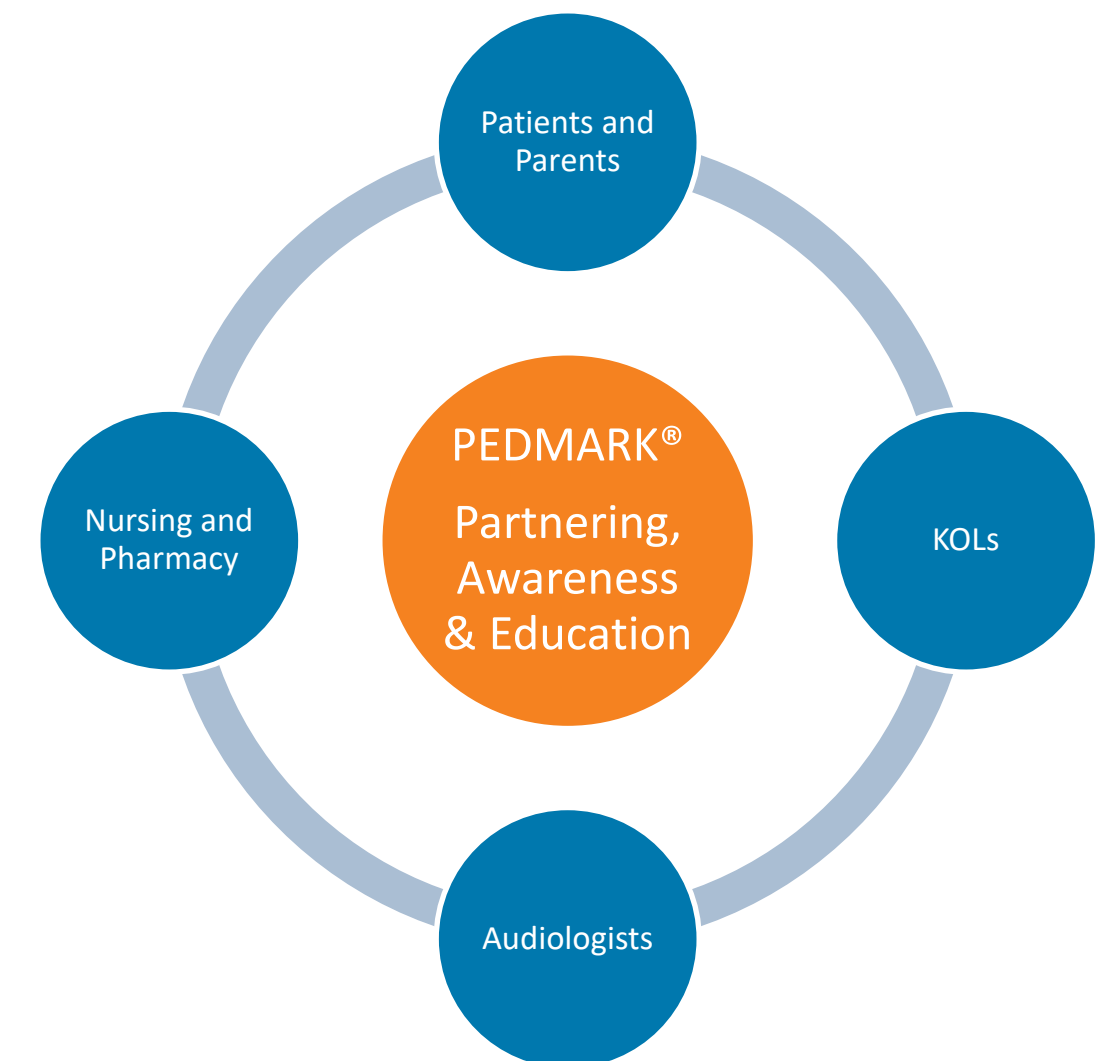 Patients and
Parents
PEDMARK®
Partnering,
Awareness
& Education
Nursing and
Pharmacy
KOLs
Audiologists